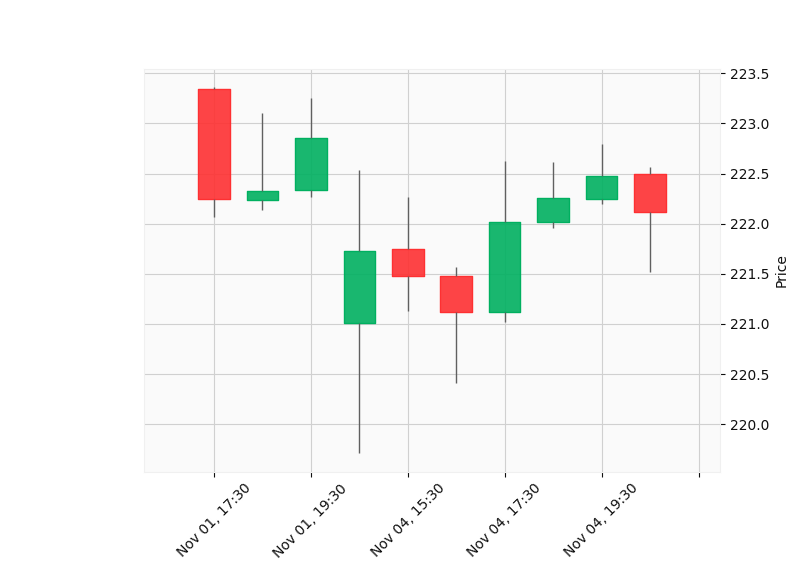 223.5
223.0
222.5
222.0
221.5
221.0
220.5
220.0
Price
Nov 01, 17:30
Nov 01, 19:30
Nov 04, 15:30
Nov 04, 17:30
Nov 04, 19:30